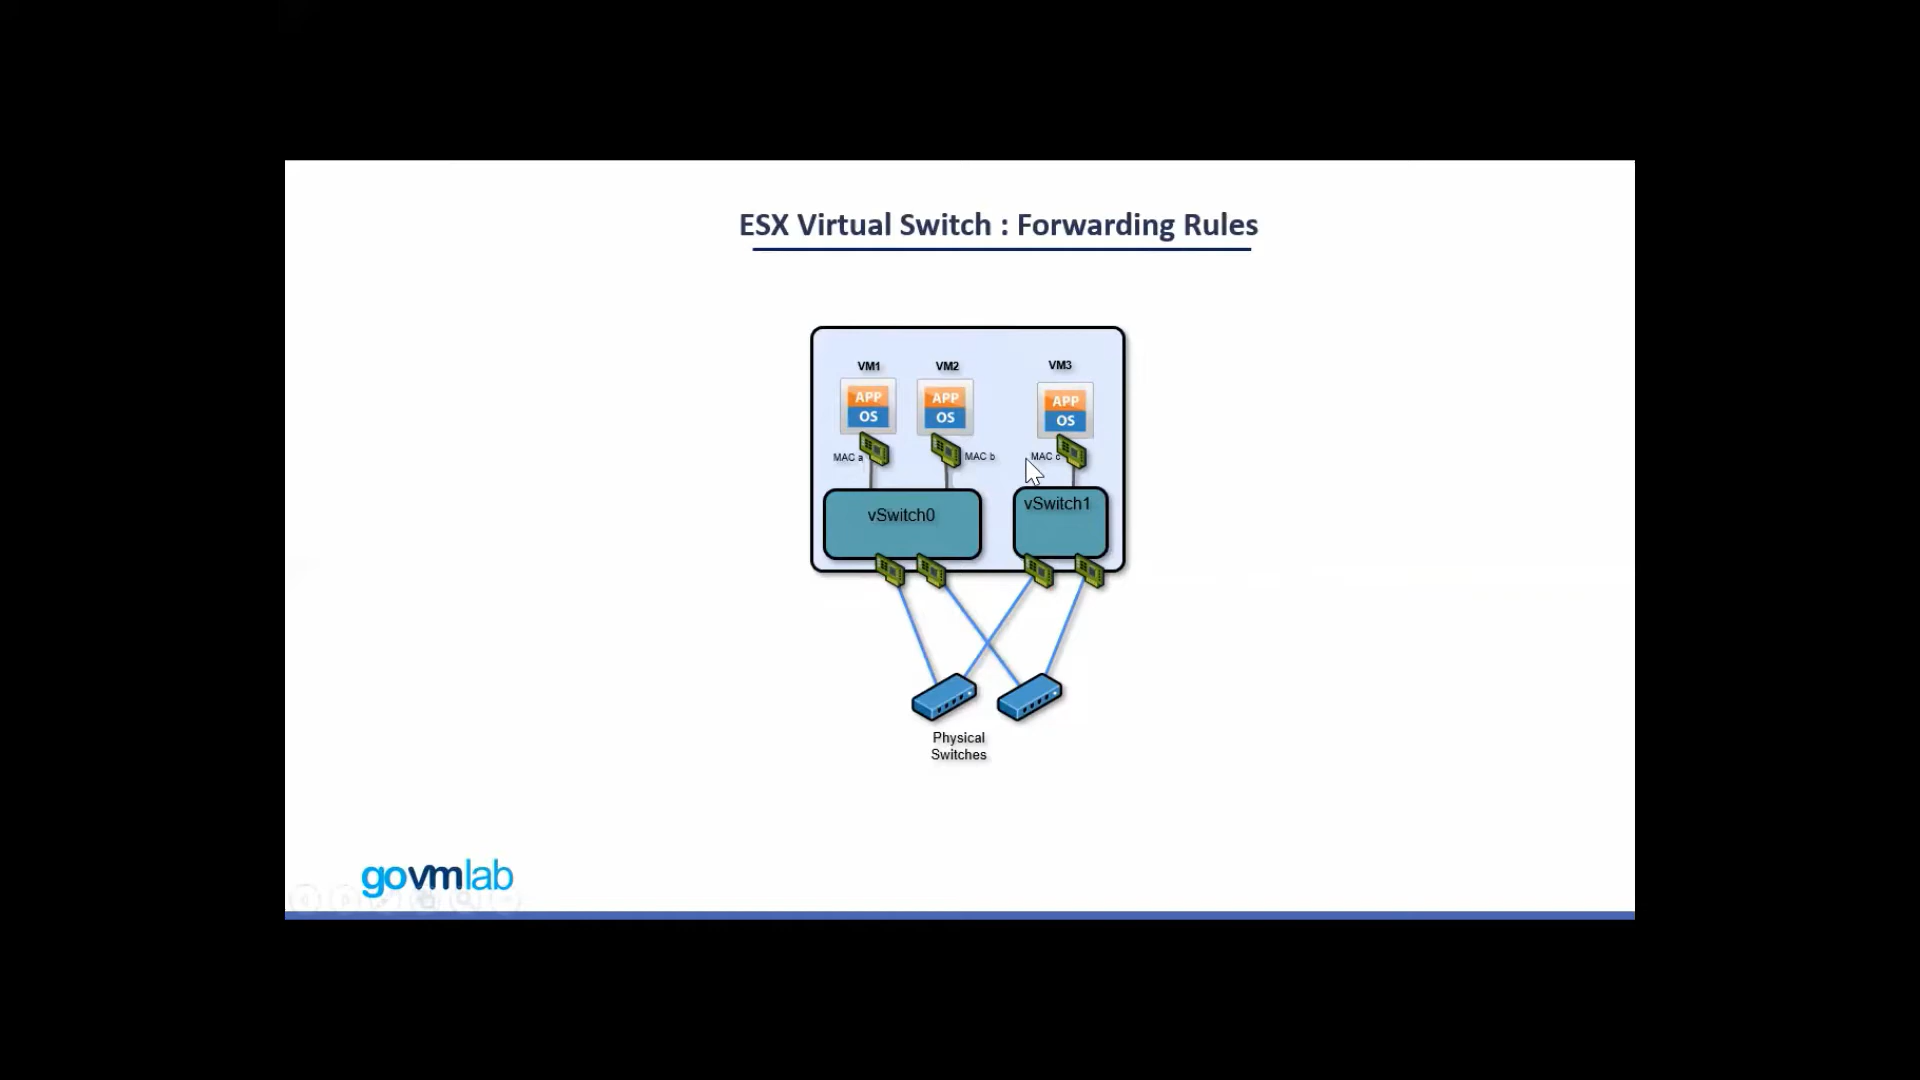 ESX Virtual Switch : Forwarding Rules
VM1 VM2 VM3
APP APP APP
OS OS OS
MAC a MAC b MAC c
vSwitch0 vSwitch1
Physical
Switches
govmlab